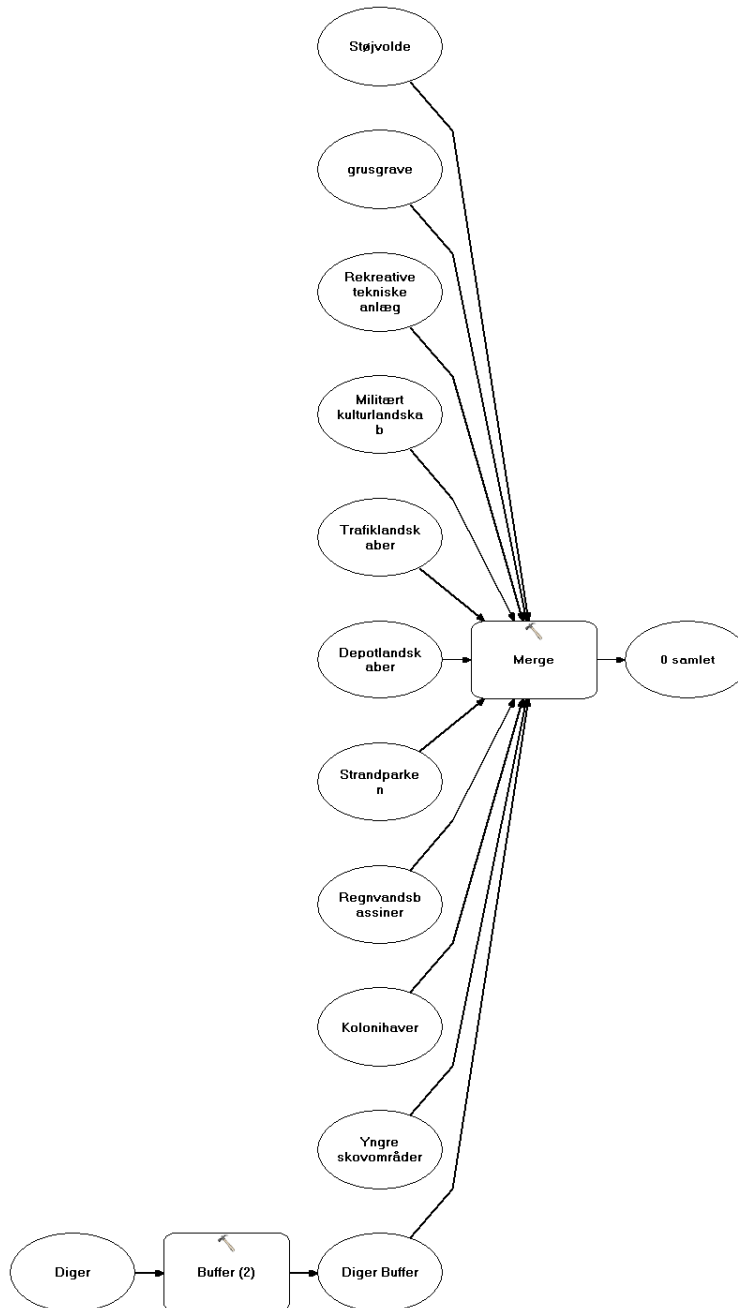 Støjvolde
grusgrave
Rekreative
tekniske
anlæg
Militært
kulturlandska
b
Trafiklandsk
aber
Depotlandsk
aber
Merge
0 samlet
Strandparke
n
Regnvandsb
assiner
Kolonihaver
Yngre
skovområder
Diger
Buffer (2)
Diger Buffer